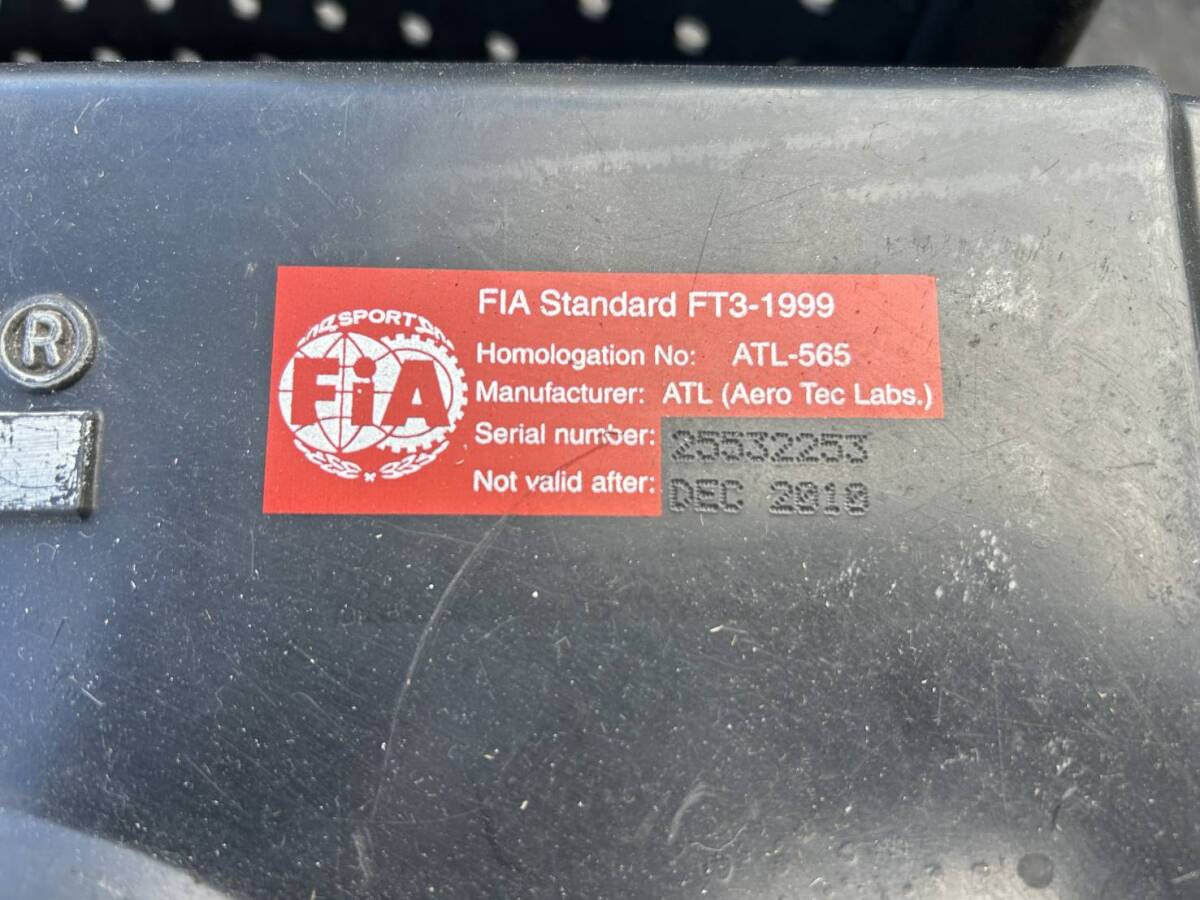 ®
SPORT
FIA
FIA Standard FT3-1999
Homologation No: ATL-565
Manufacturer: ATL (Aero Tec Labs.)
Serial number: 25532253
Not valid after: DEC 2010